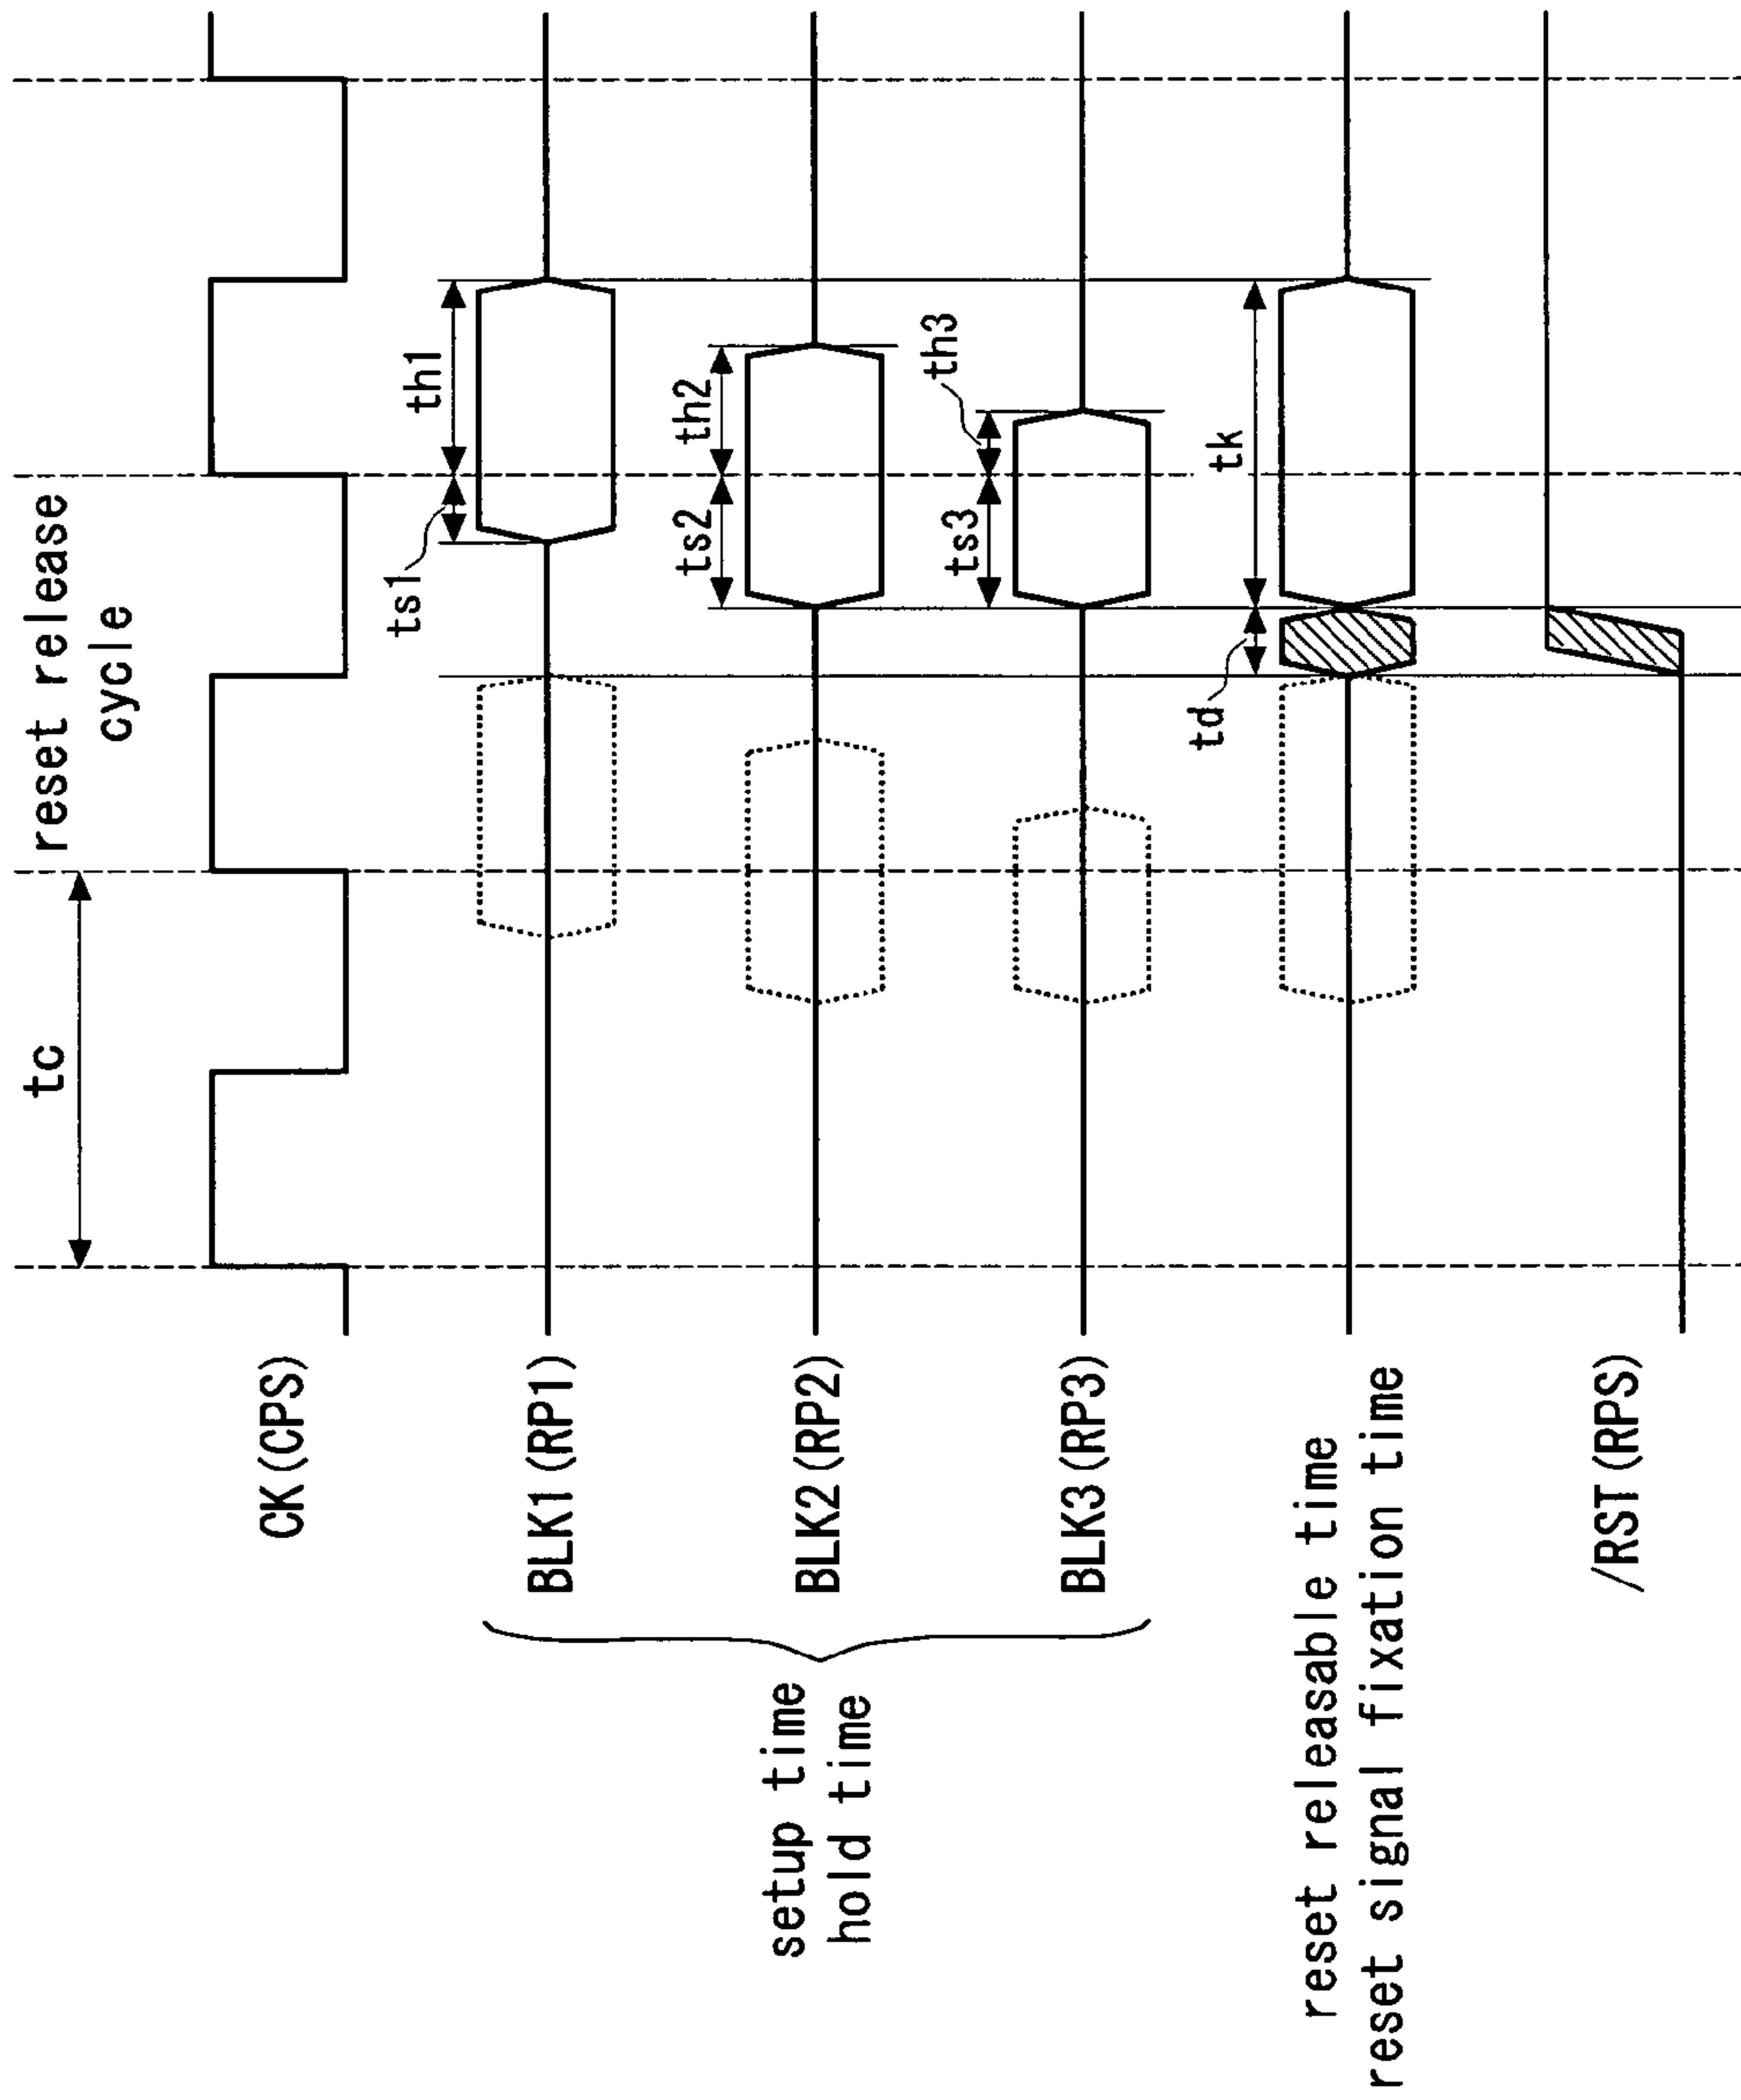 tc
reset release
cycle
CK(CPS)
ts1
th1
BLK1(RP1)
ts2
th2
BLK2(RP2)
ts3
th3
BLK3(RP3)
setup time
hold time
td
tk
reset releasable time
reset signal fixation time
/RST(RPS)